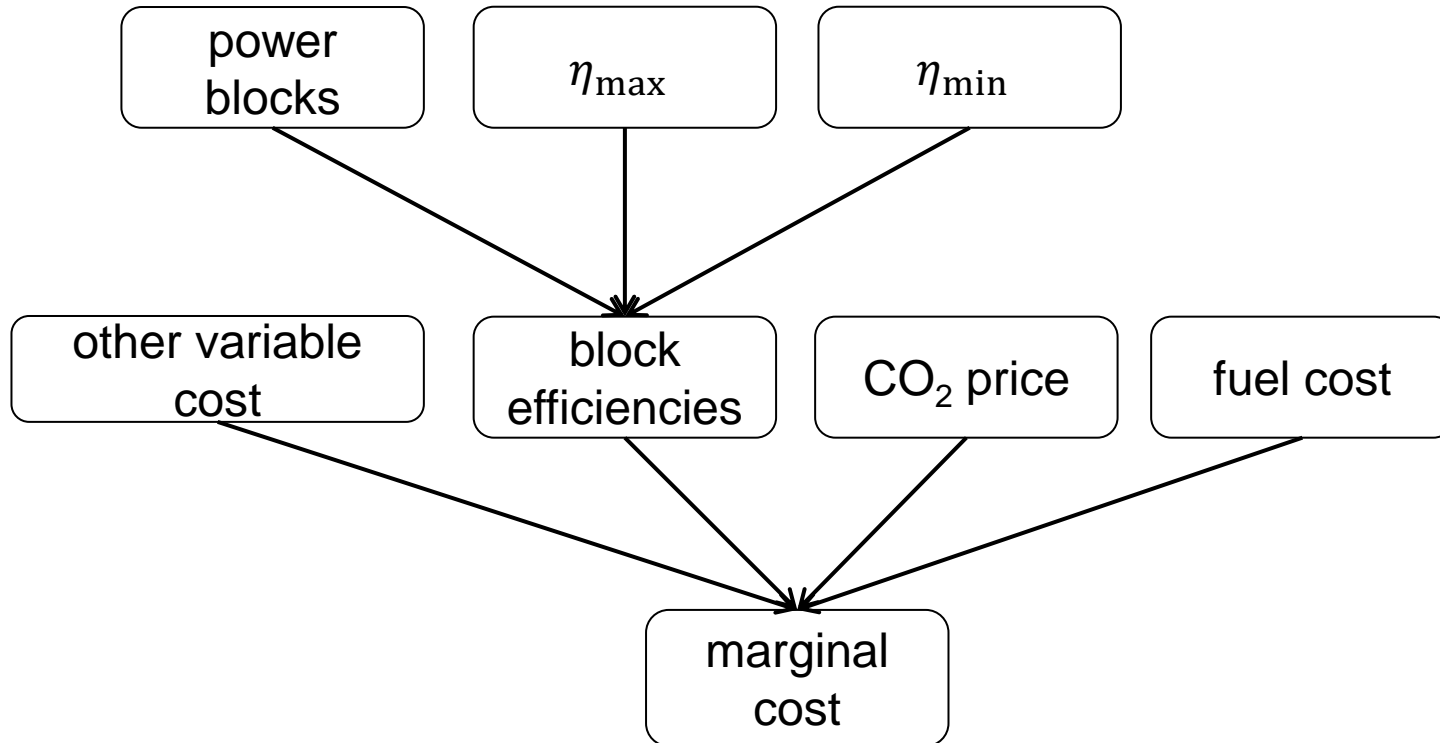 power
blocks
η_max
η_min
other variable
cost
block
efficiencies
CO₂ price
fuel cost
marginal
cost